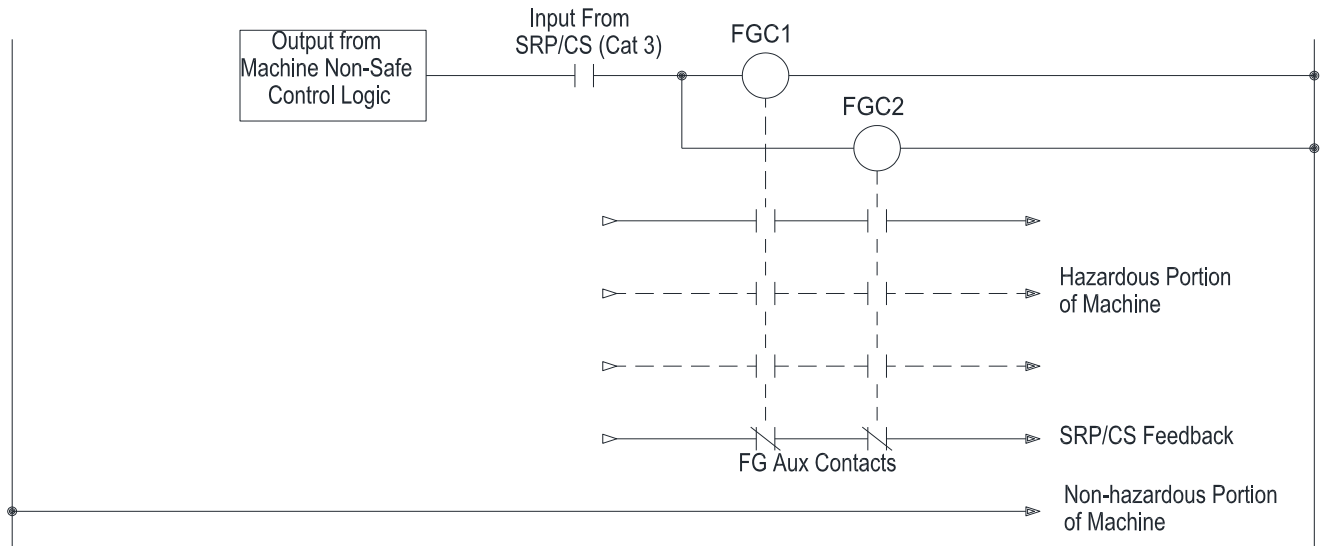 Input From
SRP/CS (Cat 3)
FGC1
Output from
Machine Non-Safe
Control Logic
FGC2
Hazardous Portion
of Machine
SRP/CS Feedback
FG Aux Contacts
Non-hazardous Portion
of Machine